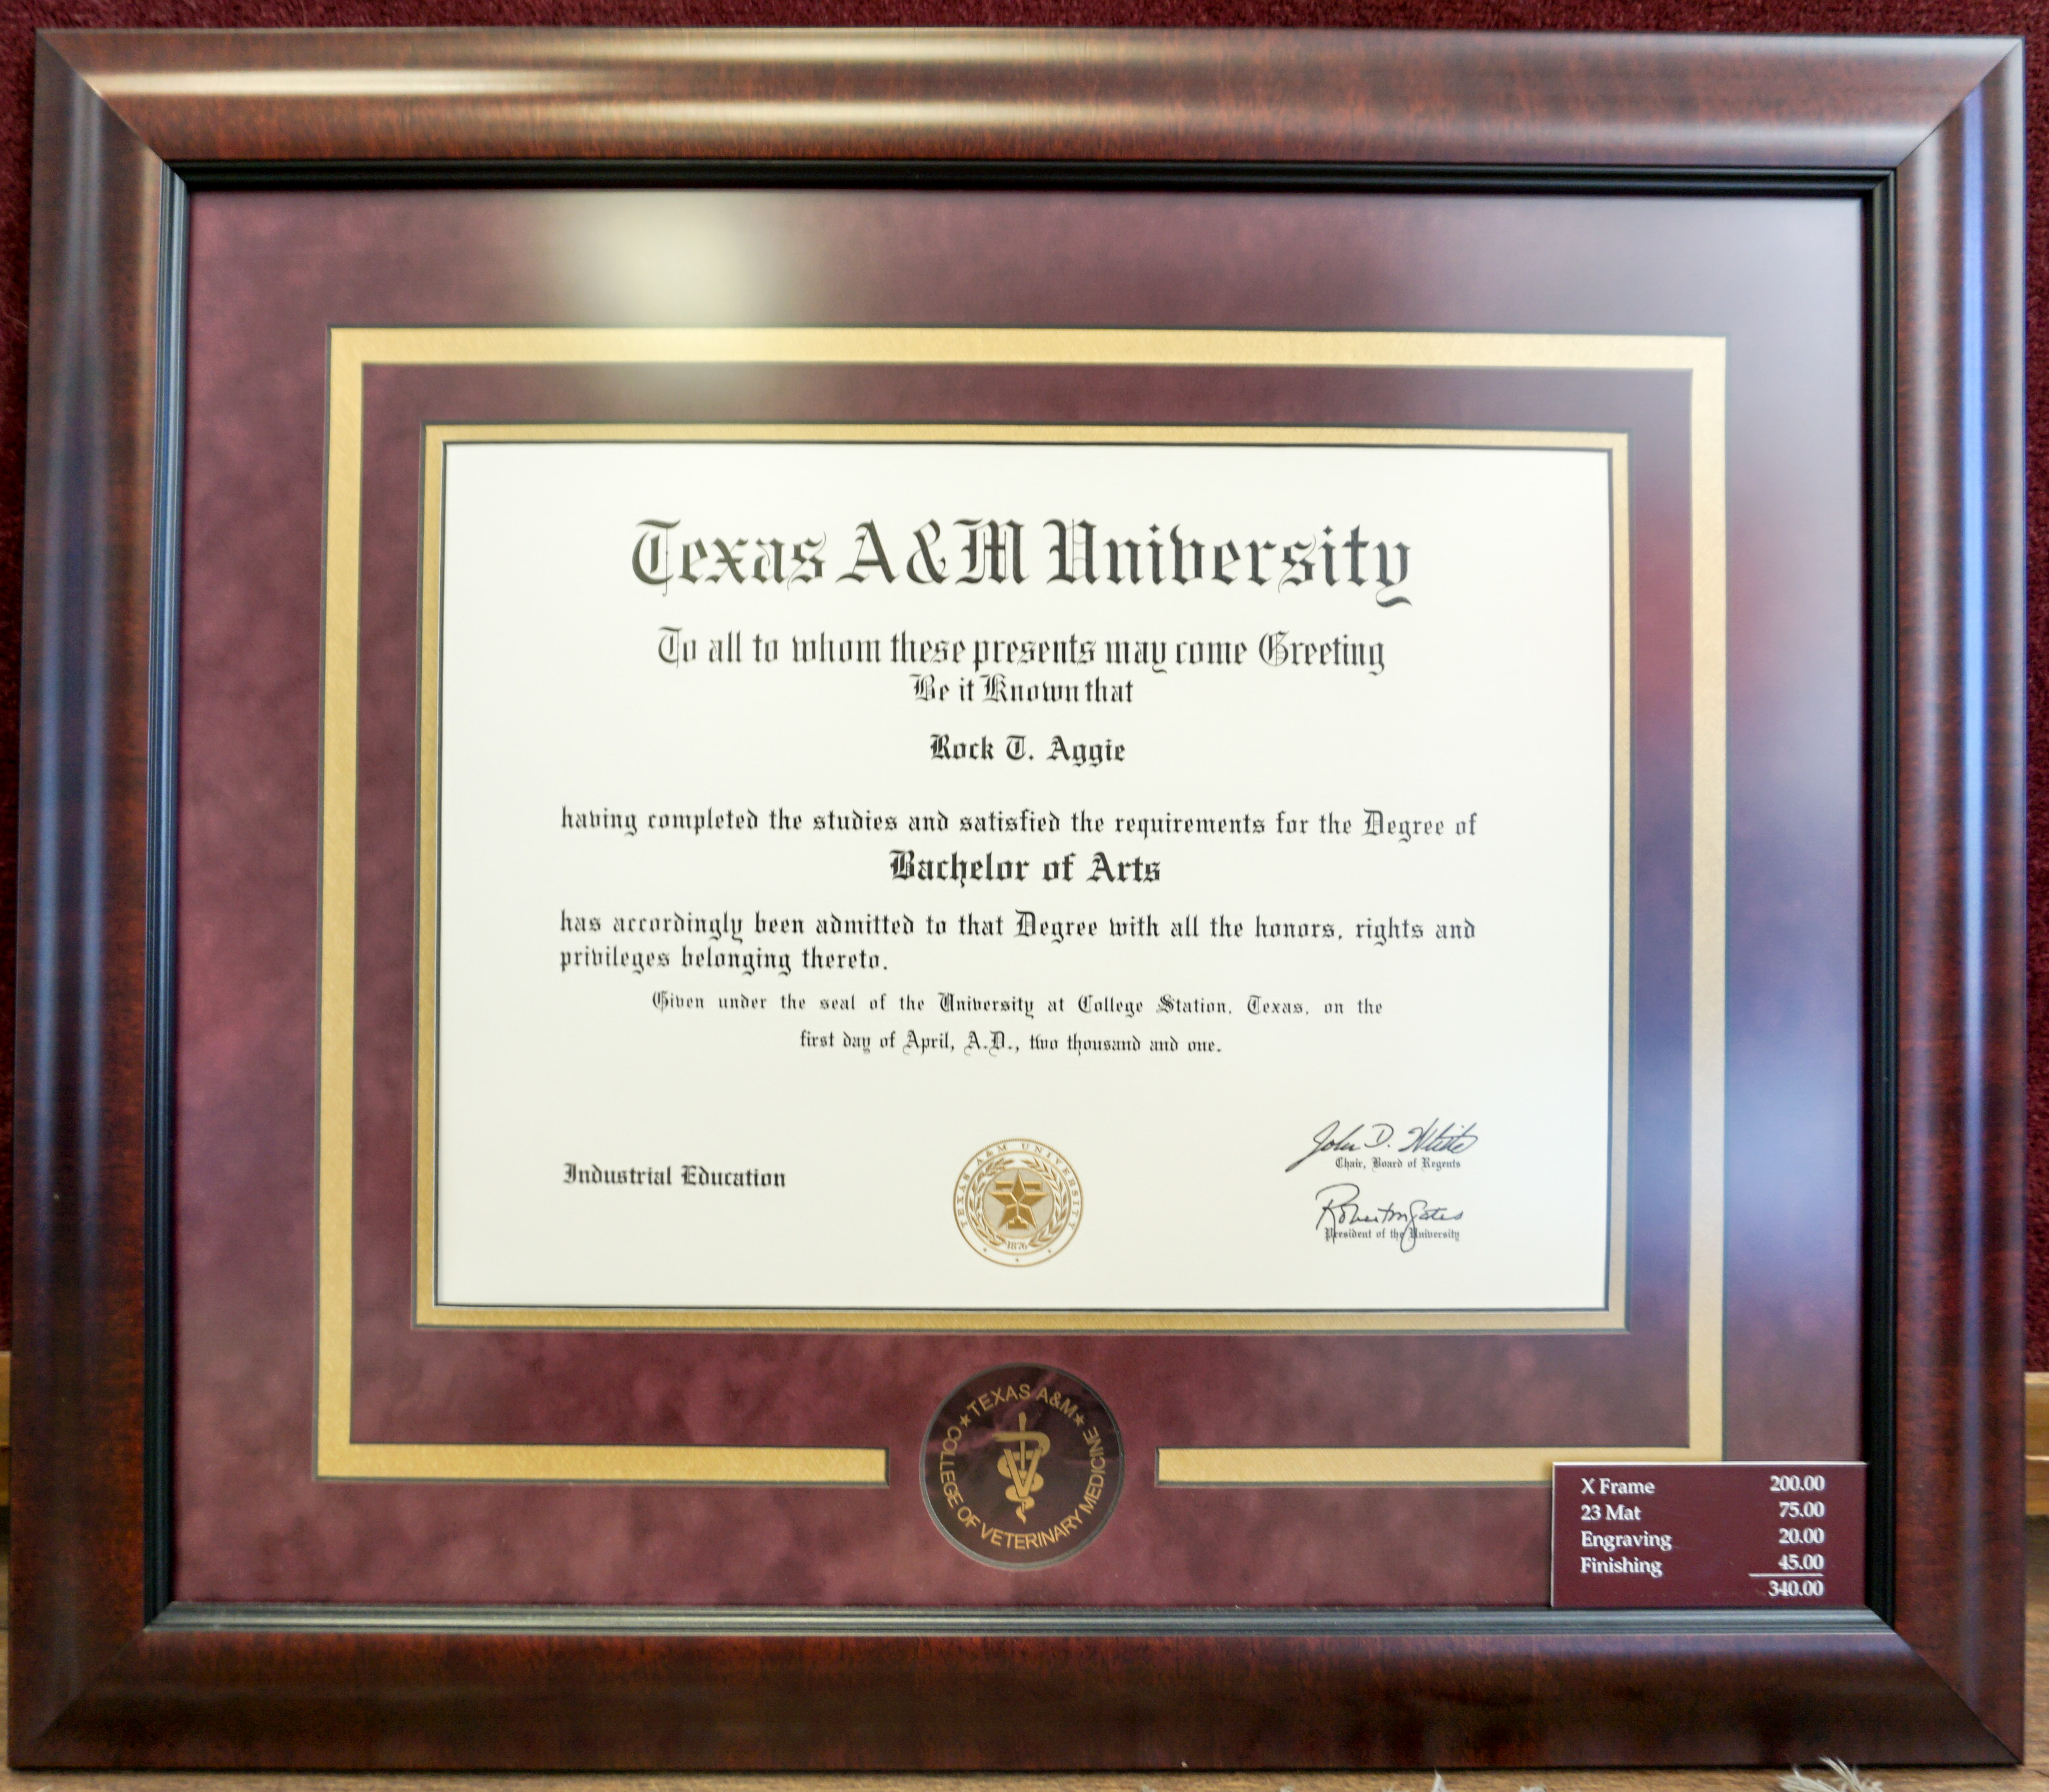 Texas A&M University
To all to whom these presents may come Greeting
Be it Known that
Rock T. Aggie
having completed the studies and satisfied the requirements for the Degree of
Bachelor of Arts
has accordingly been admitted to that Degree with all the honors, rights and
privileges belonging thereto.
Given under the seal of the University at College Station, Texas, on the
first day of April, A.D., two thousand and one.
Industrial Education
TEXAS A&M UNIVERSITY
1876
John D. White
Chair, Board of Regents
Robert M Gates
President of the University
TEXAS A&M
COLLEGE OF VETERINARY MEDICINE
V
X Frame 200.00
23 Mat 75.00
Engraving 20.00
Finishing 45.00
340.00